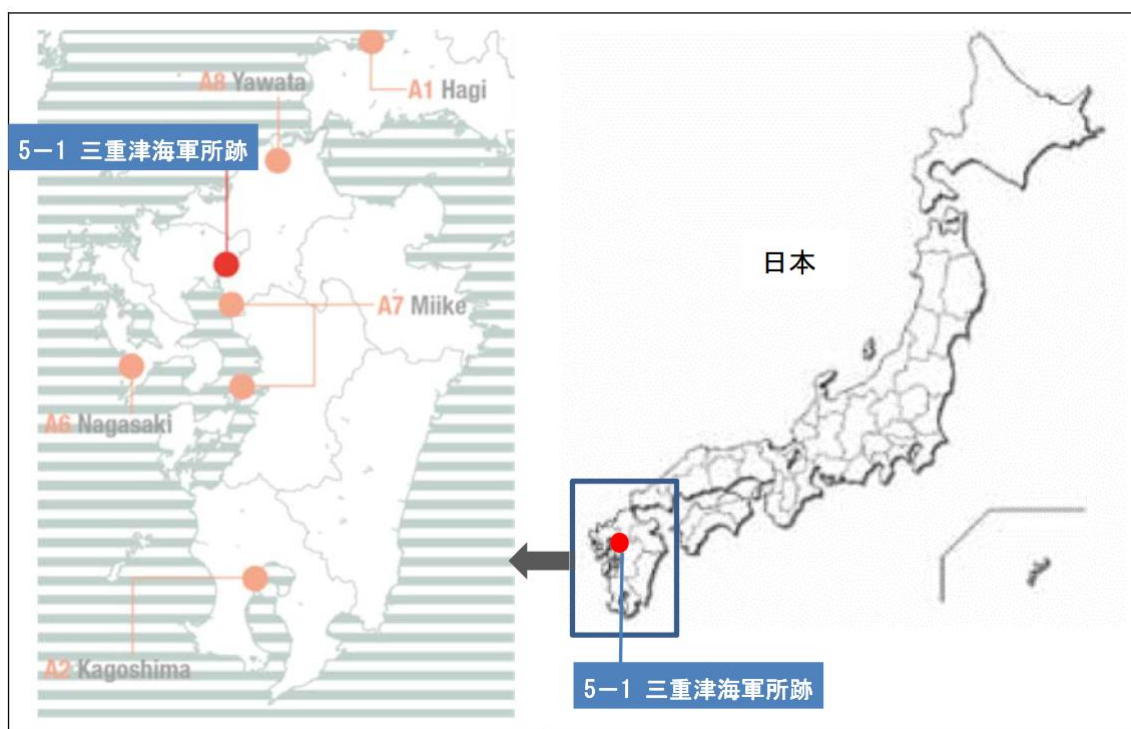 A8 Yawata
A1 Hagi
5－1 三重津海軍所跡
A7 Miike
A6 Nagasaki
A2 Kagoshima
日本
5－1 三重津海軍所跡